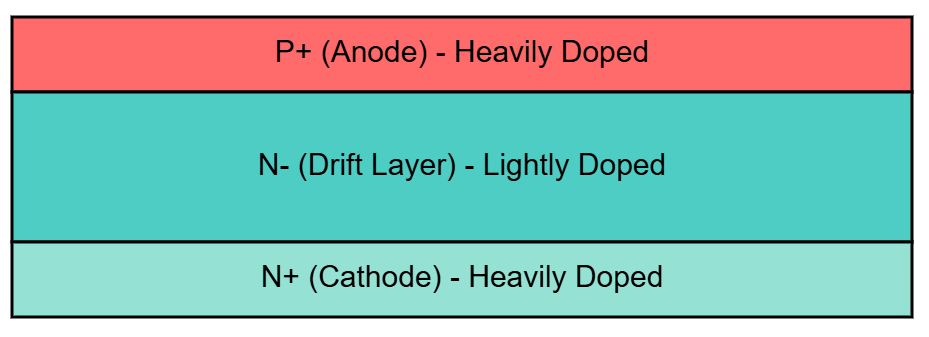 P+ (Anode) - Heavily Doped
N- (Drift Layer) - Lightly Doped
N+ (Cathode) - Heavily Doped